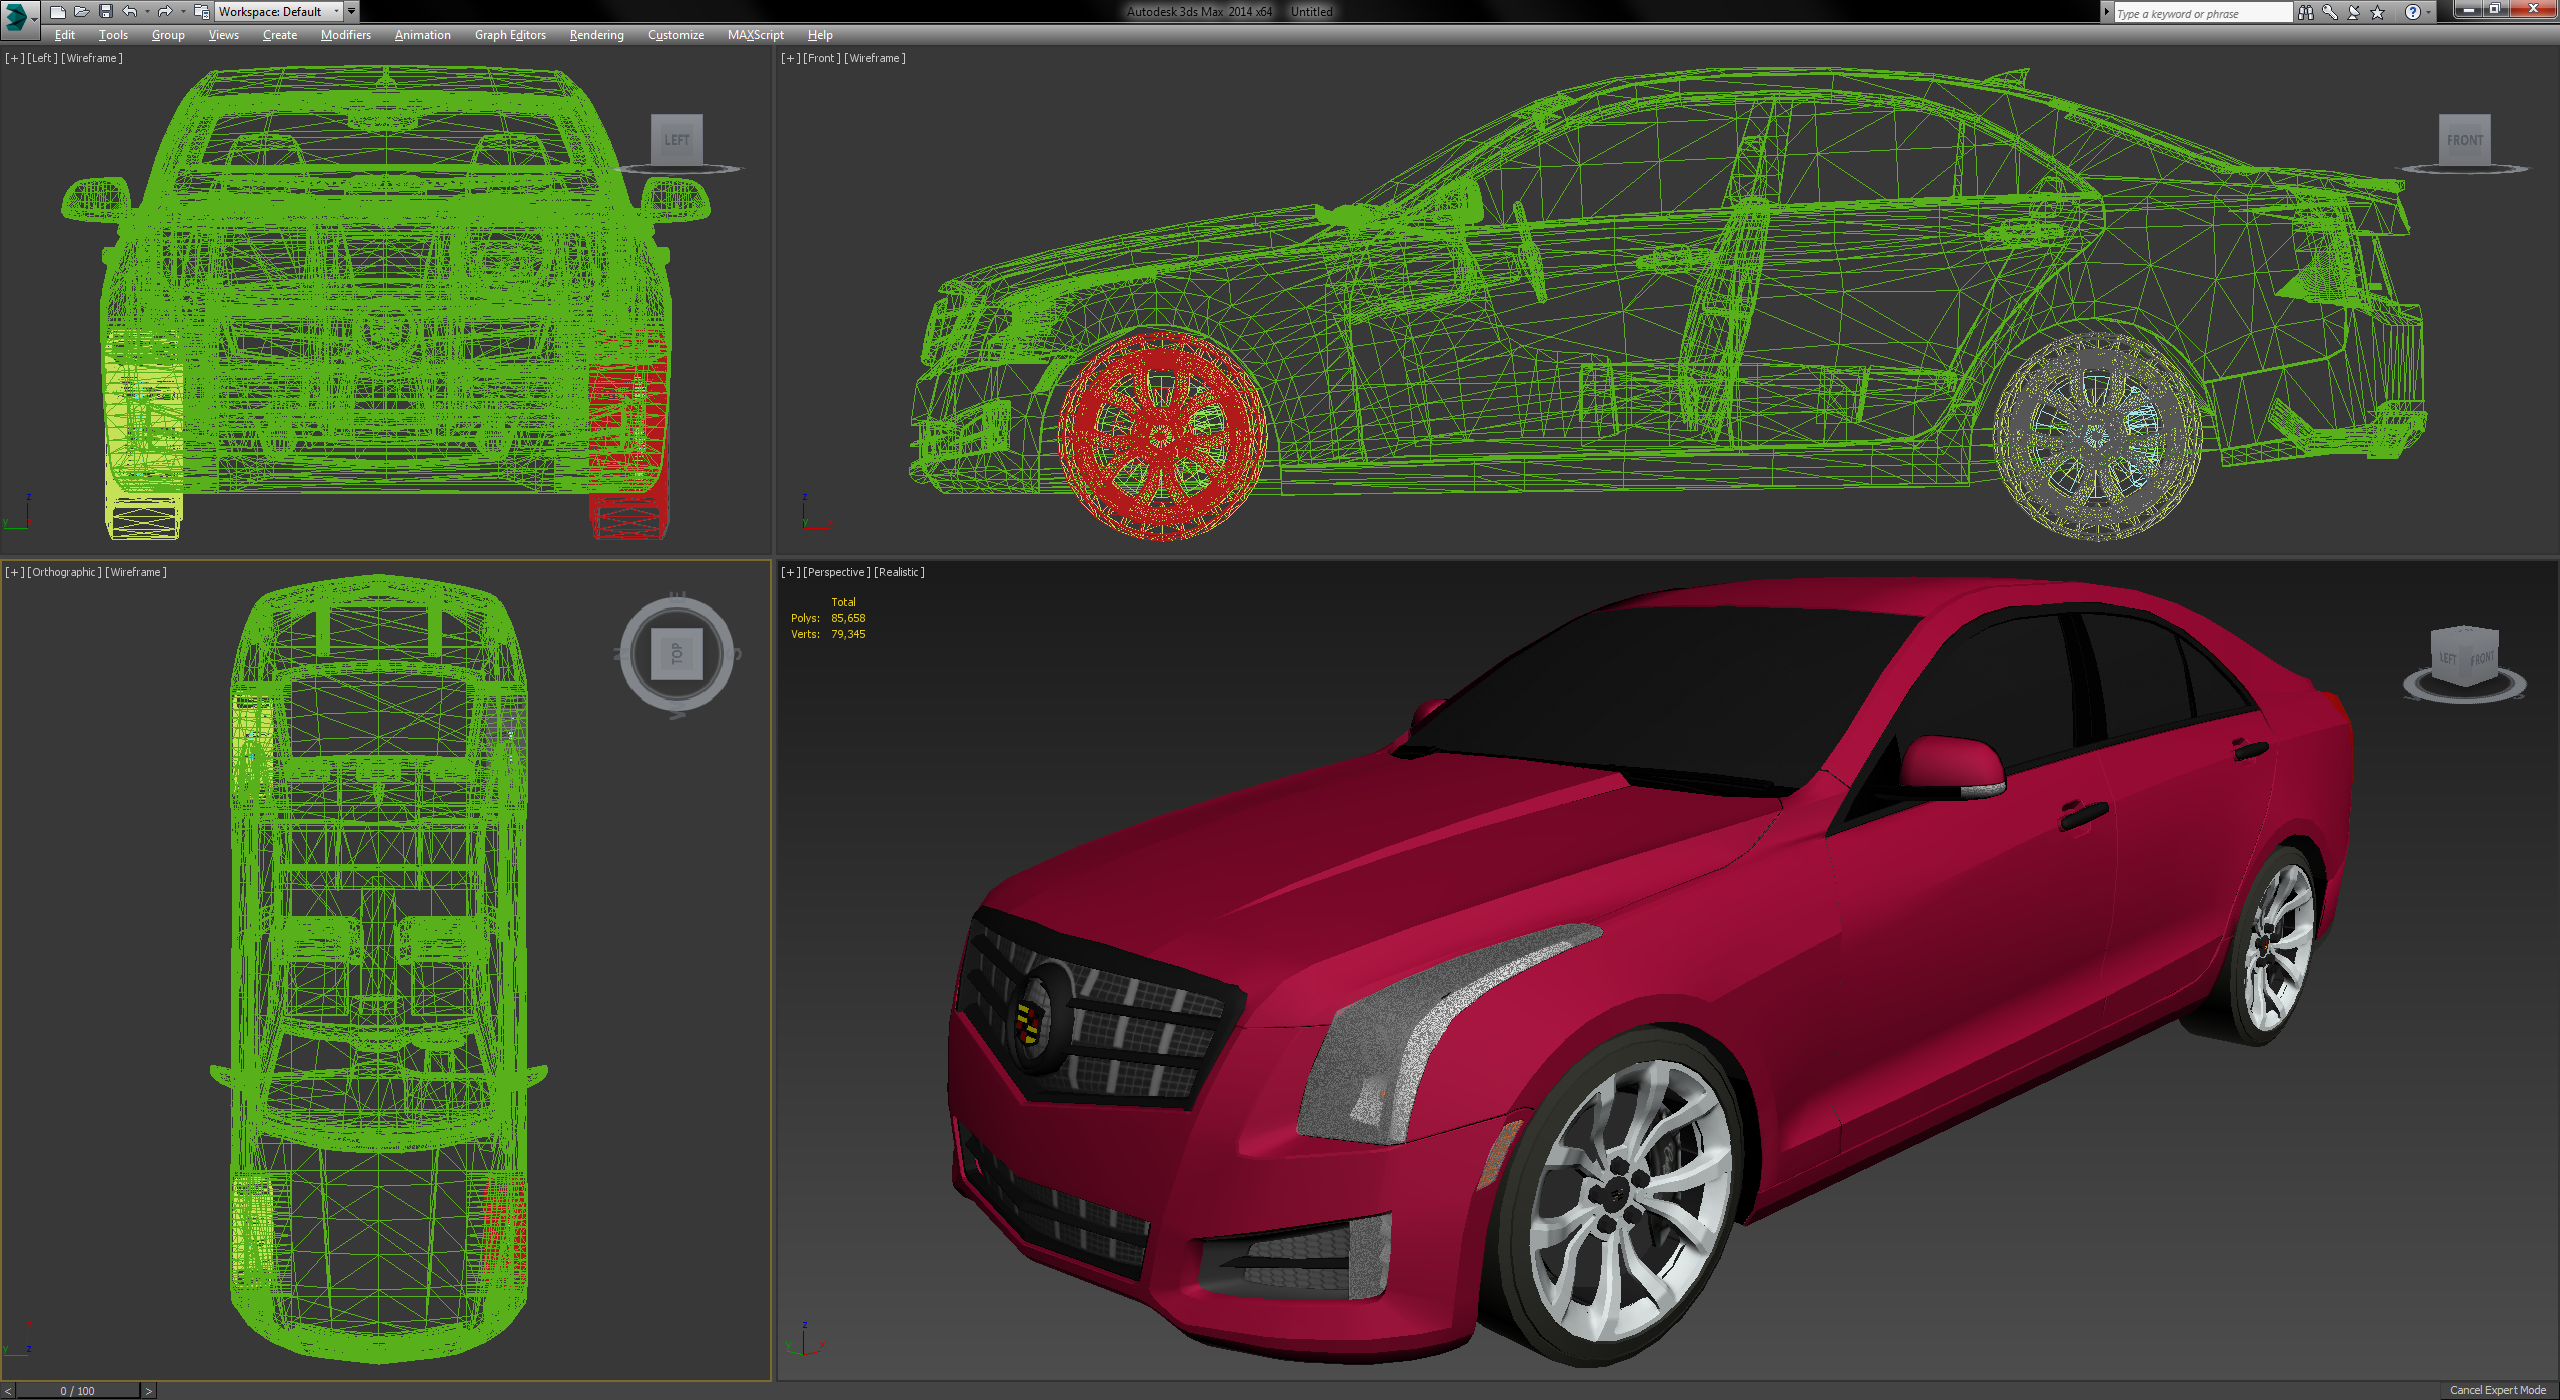 Workspace: Default
Autodesk 3ds Max 2014 x64 Untitled
Type a keyword or phrase
Edit Tools Group Views Create Modifiers Animation Graph Editors Rendering Customize MAXScript Help
[+] [Left] [Wireframe]
LEFT
z
y
[+] [Front] [Wireframe]
FRONT
z
y
[+] [Orthographic] [Wireframe]
TOP
E
N
S
W
y
z
[+] [Perspective] [Realistic]
Total
Polys: 85,658
Verts: 79,345
LEFT FRONT
z
< 0 / 100 >
Cancel Expert Mode